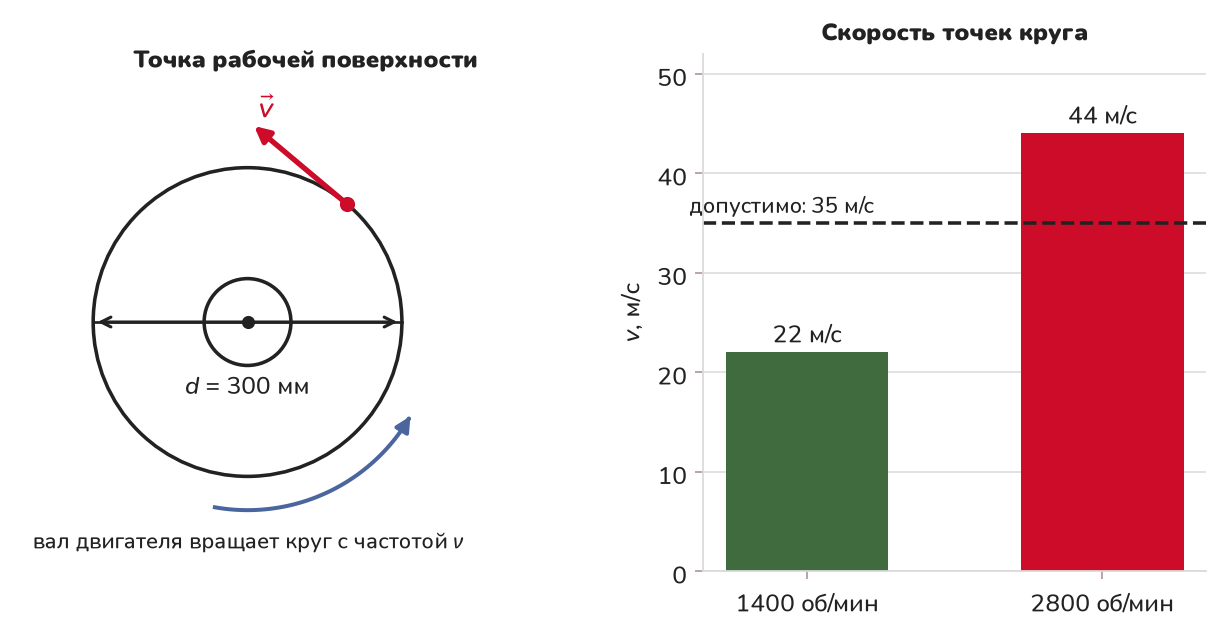 Точка рабочей поверхности
v⃗
d = 300 мм
вал двигателя вращает круг с частотой ν
Скорость точек круга
v, м/с
50
40
30
20
10
0
допустимо: 35 м/с
22 м/с
44 м/с
1400 об/мин
2800 об/мин